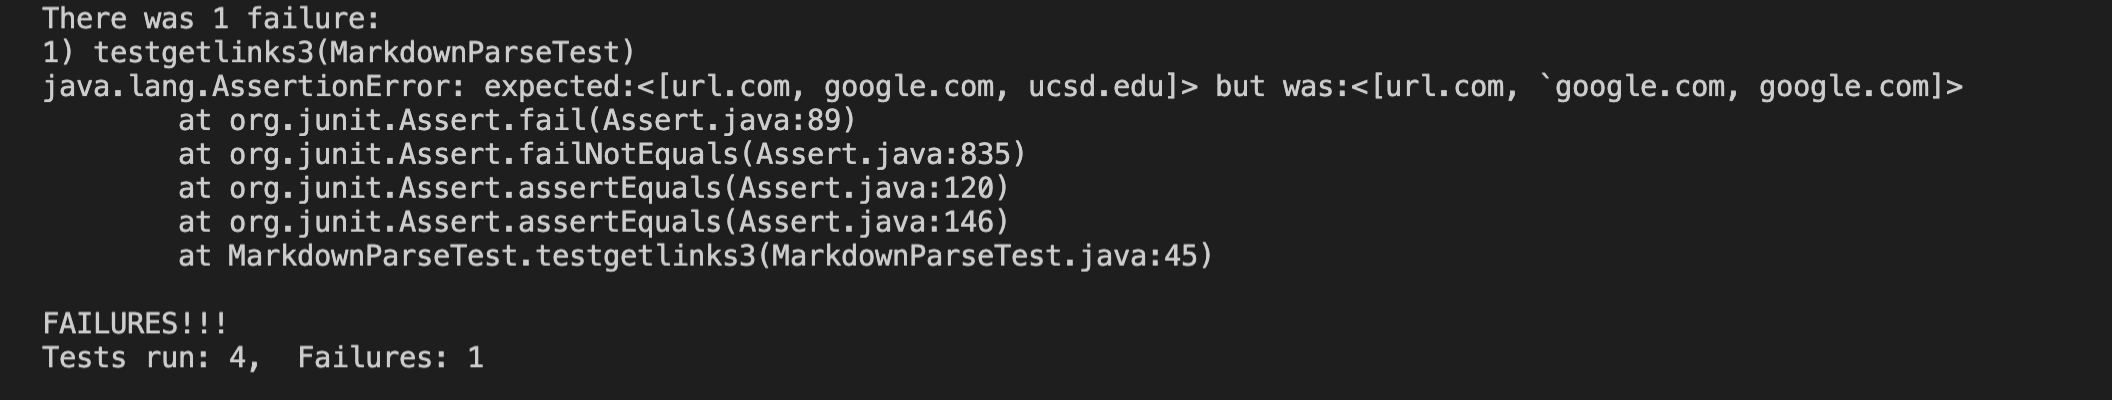 There was 1 failure:
1) testgetlinks3(MarkdownParseTest)
java.lang.AssertionError: expected:<[url.com, google.com, ucsd.edu]> but was:<[url.com, `google.com, google.com]>
at org.junit.Assert.fail(Assert.java:89)
at org.junit.Assert.failNotEquals(Assert.java:835)
at org.junit.Assert.assertEquals(Assert.java:120)
at org.junit.Assert.assertEquals(Assert.java:146)
at MarkdownParseTest.testgetlinks3(MarkdownParseTest.java:45)
FAILURES!!!
Tests run: 4,  Failures: 1